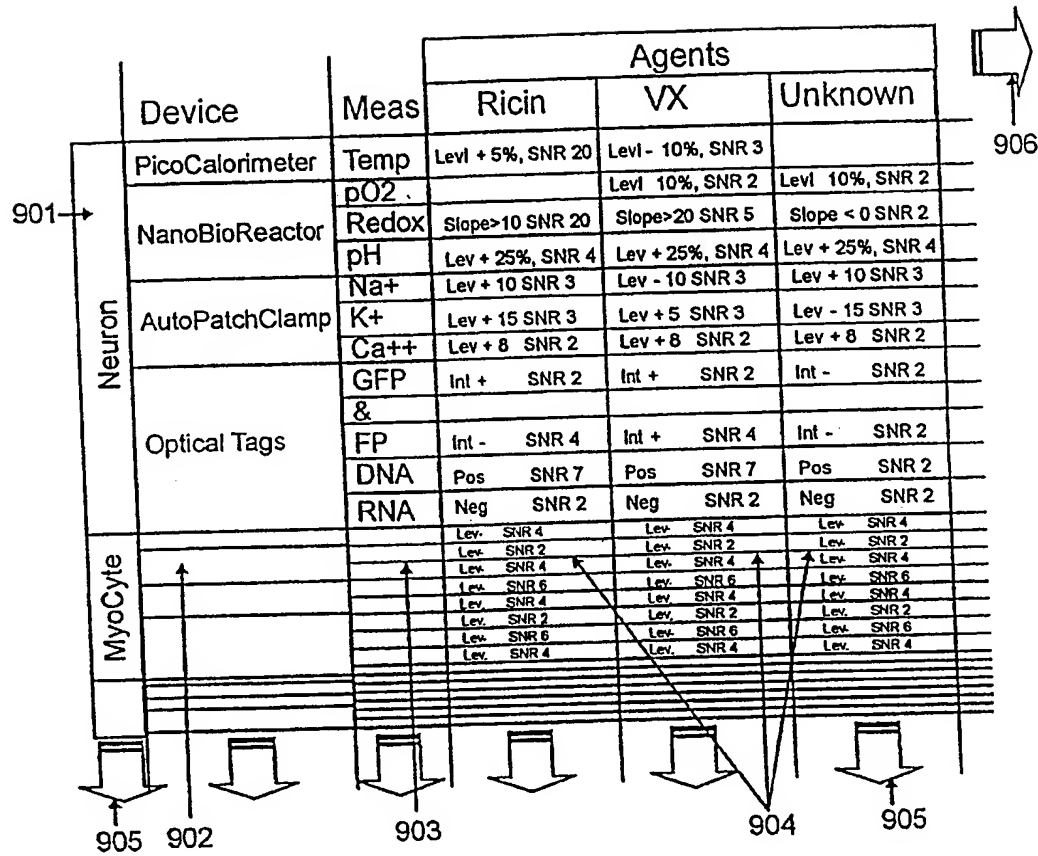 Agents
Device Meas Ricin VX Unknown
906
PicoCalorimeter Temp Levl + 5%, SNR 20 Levl - 10%, SNR 3
pO2 Levl 10%, SNR 2 Levl 10%, SNR 2
901
NanoBioReactor Redox Slope>10 SNR 20 Slope>20 SNR 5 Slope < 0 SNR 2
pH Lev + 25%, SNR 4 Lev + 25%, SNR 4 Lev + 25%, SNR 4
Na+ Lev + 10 SNR 3 Lev - 10 SNR 3 Lev + 10 SNR 3
AutoPatchClamp K+ Lev + 15 SNR 3 Lev + 5 SNR 3 Lev - 15 SNR 3
Ca++ Lev + 8 SNR 2 Lev + 8 SNR 2 Lev + 8 SNR 2
Neuron
GFP Int + SNR 2 Int + SNR 2 Int - SNR 2
&
Optical Tags FP Int - SNR 4 Int + SNR 4 Int - SNR 2
DNA Pos SNR 7 Pos SNR 7 Pos SNR 2
RNA Neg SNR 2 Neg SNR 2 Neg SNR 2
MyoCyte
Lev- SNR 4 Lev- SNR 4 Lev- SNR 4
Lev- SNR 2 Lev- SNR 2 Lev- SNR 2
Lev- SNR 4 Lev- SNR 4 Lev- SNR 4
Lev- SNR 6 Lev- SNR 6 Lev- SNR 6
Lev. SNR 4 Lev. SNR 4 Lev. SNR 4
Lev. SNR 2 Lev. SNR 2 Lev. SNR 2
Lev- SNR 6 Lev- SNR 6 Lev- SNR 6
Lev. SNR 4 Lev. SNR 4 Lev. SNR 4
905 902 903 904 905